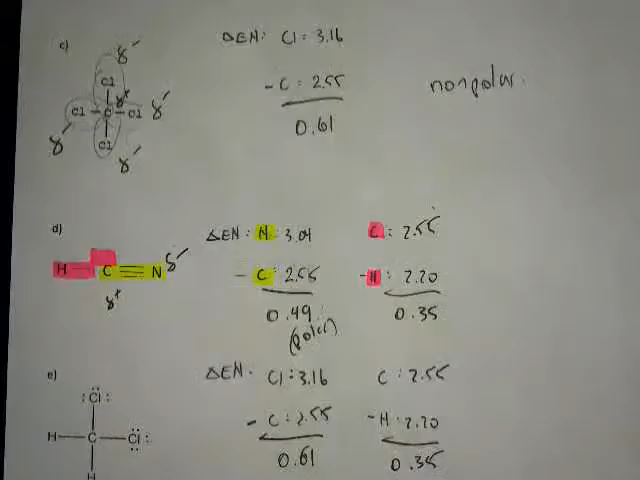 c)
ΔEN: Cl = 3.16
- C = 2.55
0.61
nonpolar.
δ-
Cl
δ+
Cl - C - Cl
δ-
δ-
Cl
δ-
d)
ΔEN: N: 3.04
C: 2.55
H - C ≡ N
δ-
δ+
- C: 2.55
- H: 2.20
0.49
0.35
(polar)
e)
ΔEN: Cl: 3.16
C: 2.55
:Cl:
- C: 2.55
- H: 2.20
H - C - Cl:
0.61
0.35
H